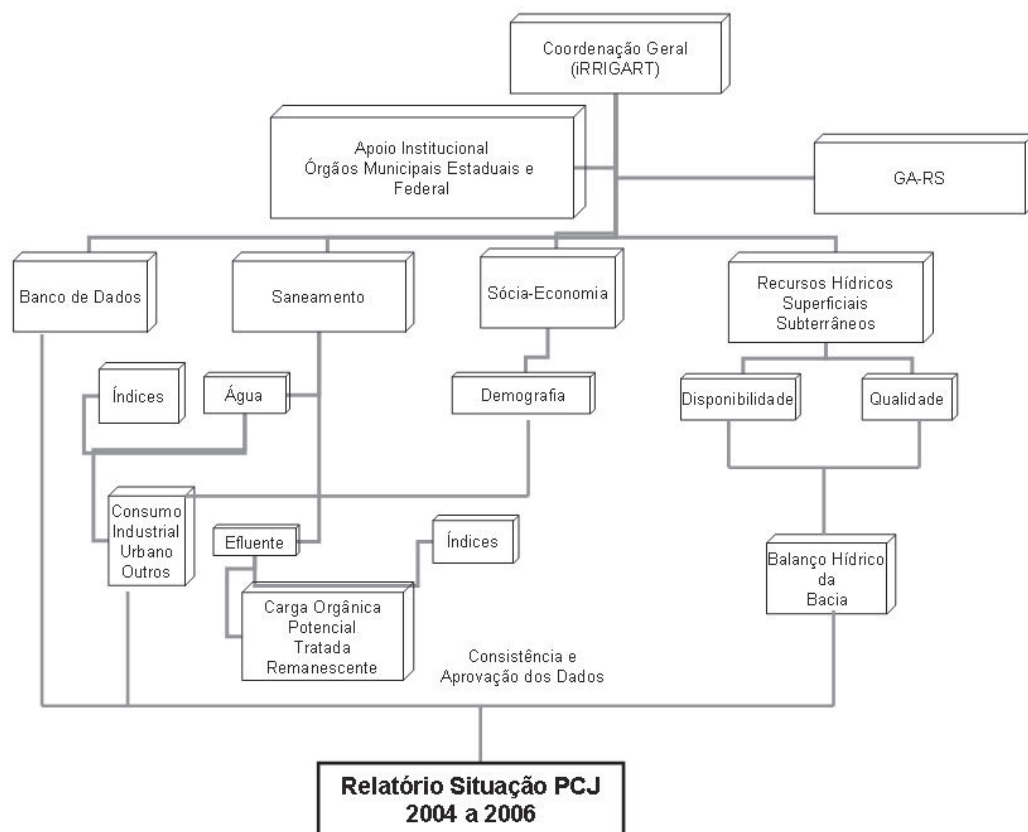 Coordenação Geral
(iRRIGART)
Apoio Institucional
Órgãos Municipais Estaduais e
Federal
GA-RS
Banco de Dados
Saneamento
Sócia-Economia
Recursos Hídricos
Superficiais
Subterrâneos
Índices
Água
Demografia
Disponibilidade
Qualidade
Consumo
Industrial
Urbano
Outros
Efluente
Índices
Balanço Hídrico
da
Bacia
Carga Orgânica
Potencial
Tratada
Remanescente
Consistência e
Aprovação dos Dados
Relatório Situação PCJ
2004 a 2006